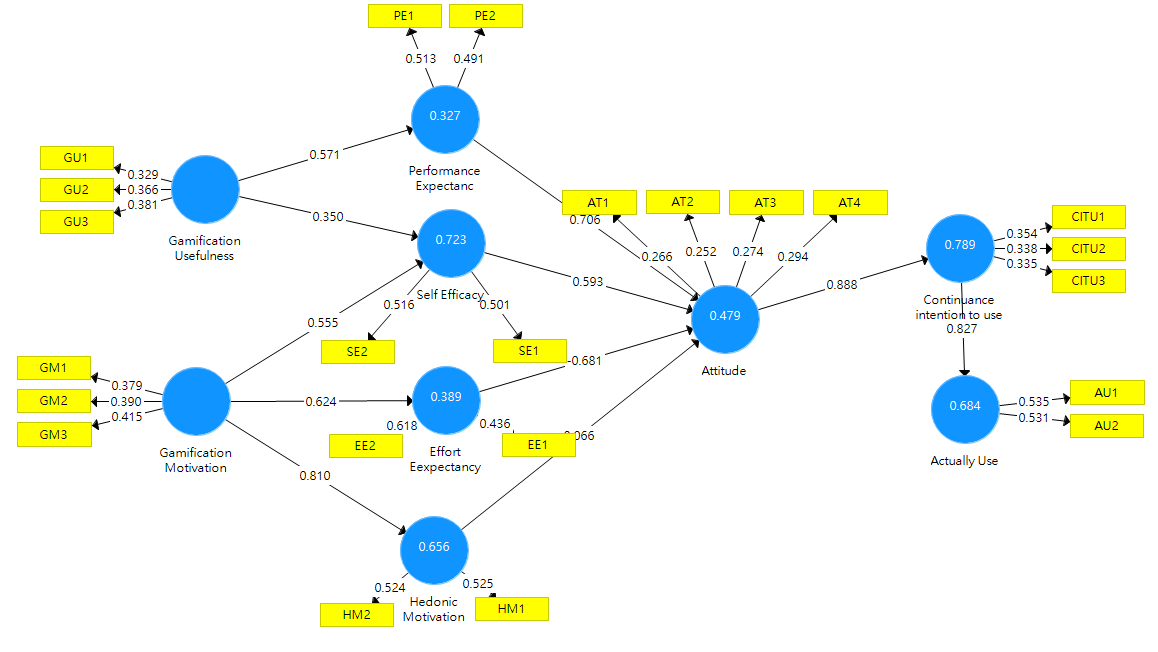 PE1
PE2
0.513
0.491
0.327
Performance
Expectanc
GU1
GU2
GU3
0.329
0.366
0.381
Gamification
Usefulness
0.571
0.350
0.723
Self Efficacy
0.516
0.501
SE2
SE1
AT1
AT2
AT3
AT4
0.706
0.266
0.252
0.274
0.294
0.593
0.479
Attitude
0.888
0.789
Continuance
intention to use
0.354
0.338
0.335
CITU1
CITU2
CITU3
0.827
0.684
Actually Use
0.535
0.531
AU1
AU2
GM1
GM2
GM3
0.379
0.390
0.415
Gamification
Motivation
0.555
0.624
0.810
0.389
Effort
Eexpectancy
0.618
0.436
EE2
EE1
0.681
066
0.656
Hedonic
Motivation
0.524
0.525
HM2
HM1